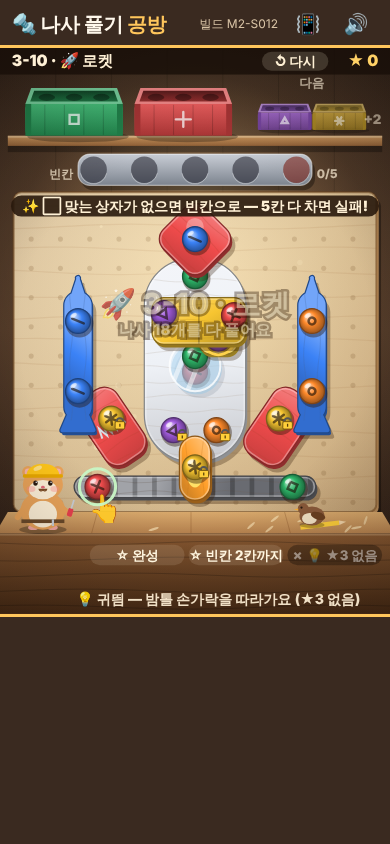 나사 풀기 공방
빌드 M2-S012
3-10 · 로켓
다시
★ 0
다음
+2
빈칸
0/5
맞는 상자가 없으면 빈칸으로 — 5칸 다 차면 실패!
3-10 · 로켓
나사 18개를 다 풀어요
☆ 완성
☆ 빈칸 2칸까지
× 💡 ★3 없음
💡 귀띔 — 밤톨 손가락을 따라가요 (★3 없음)